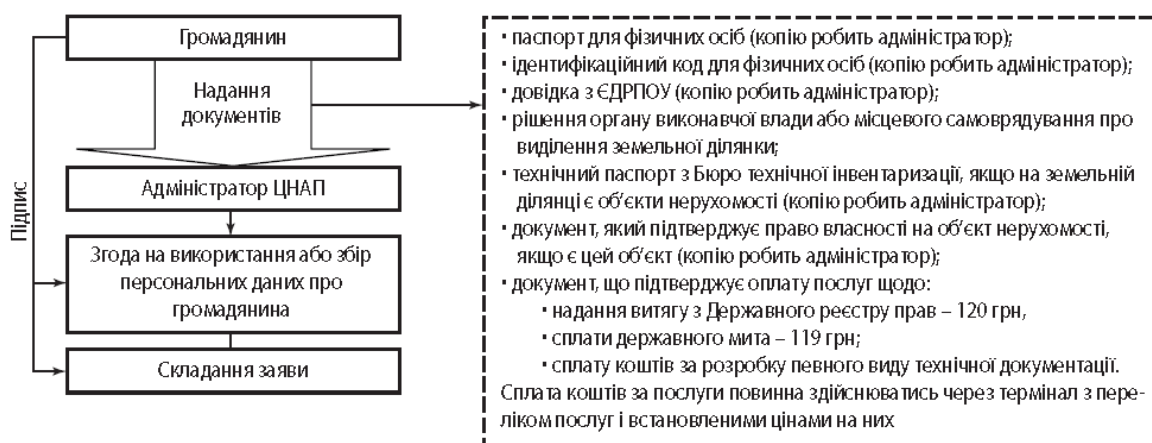 Громадянин
Надання
документів
Адміністратор ЦНАП
Підпис
Згода на використання або збір
персональних даних про
громадянина
Складання заяви
· паспорт для фізичних осіб (копію робить адміністратор);
· ідентифікаційний код для фізичних осіб (копію робить адміністратор);
· довідка з ЄДРПОУ (копію робить адміністратор);
· рішення органу виконавчої влади або місцевого самоврядування про
виділення земельної ділянки;
· технічний паспорт з Бюро технічної інвентаризації, якщо на земельній
ділянці є об’єкти нерухомості (копію робить адміністратор);
· документ, який підтверджує право власності на об’єкт нерухомості,
якщо є цей об’єкт (копію робить адміністратор);
· документ, що підтверджує оплату послуг щодо:
· надання витягу з Державного реєстру прав – 120 грн,
· сплати державного мита – 119 грн;
· сплату коштів за розробку певного виду технічної документації.
Сплата коштів за послуги повинна здійснюватись через термінал з пере-
ліком послуг і встановленими цінами на них